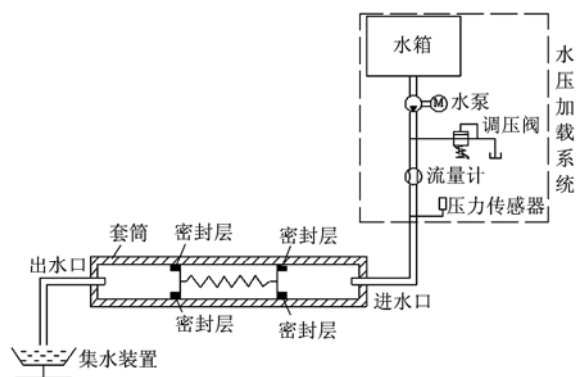 水箱
水压加载系统
M
水泵
调压阀
流量计
压力传感器
套筒
密封层
密封层
出水口
进水口
密封层
密封层
集水装置